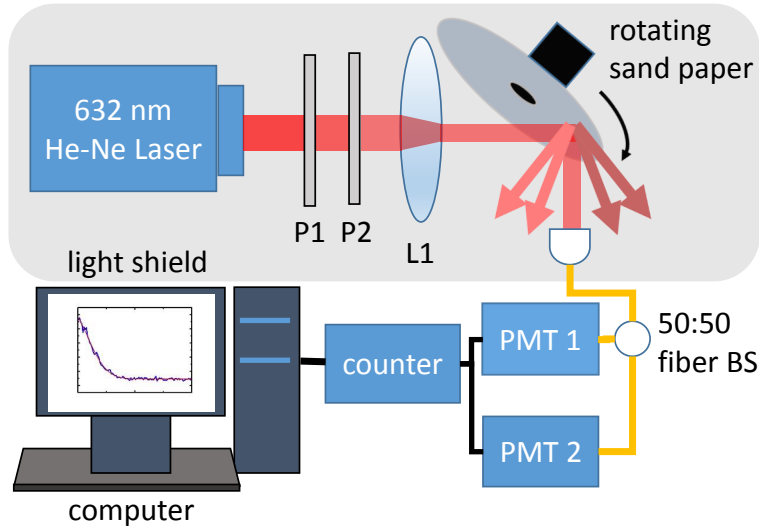 rotating
sand paper
632 nm
He-Ne Laser
P1
P2
L1
light shield
50:50
fiber BS
PMT 1
counter
PMT 2
computer